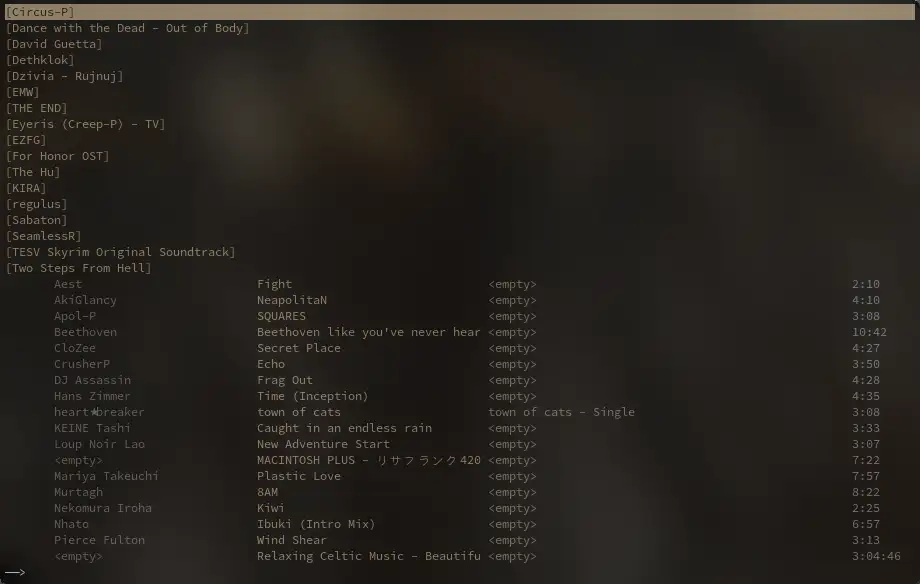 [Circus-P]
[Dance with the Dead - Out of Body]
[David Guetta]
[Dethklok]
[Dzivia - Rujnuj]
[EMW]
[THE END]
[Eyeris (Creep-P) - TV]
[EZFG]
[For Honor OST]
[The Hu]
[KIRA]
[regulus]
[Sabaton]
[SeamlessR]
[TESV Skyrim Original Soundtrack]
[Two Steps From Hell]
Aest Fight <empty> 2:10
AkiGlancy NeapolitaN <empty> 4:10
Apol-P SQUARES <empty> 3:08
Beethoven Beethoven like you've never hear <empty> 10:42
CloZee Secret Place <empty> 4:27
CrusherP Echo <empty> 3:50
DJ Assassin Frag Out <empty> 4:28
Hans Zimmer Time (Inception) <empty> 4:35
heart★breaker town of cats town of cats - Single 3:08
KEINE Tashi Caught in an endless rain <empty> 3:33
Loup Noir Lao New Adventure Start <empty> 3:07
<empty> MACINTOSH PLUS - リサフランク420 <empty> 7:22
Mariya Takeuchi Plastic Love <empty> 7:57
Murtagh 8AM <empty> 8:22
Nekomura Iroha Kiwi <empty> 2:25
Nhato Ibuki (Intro Mix) <empty> 6:57
Pierce Fulton Wind Shear <empty> 3:13
<empty> Relaxing Celtic Music - Beautifu <empty> 3:04:46
──>